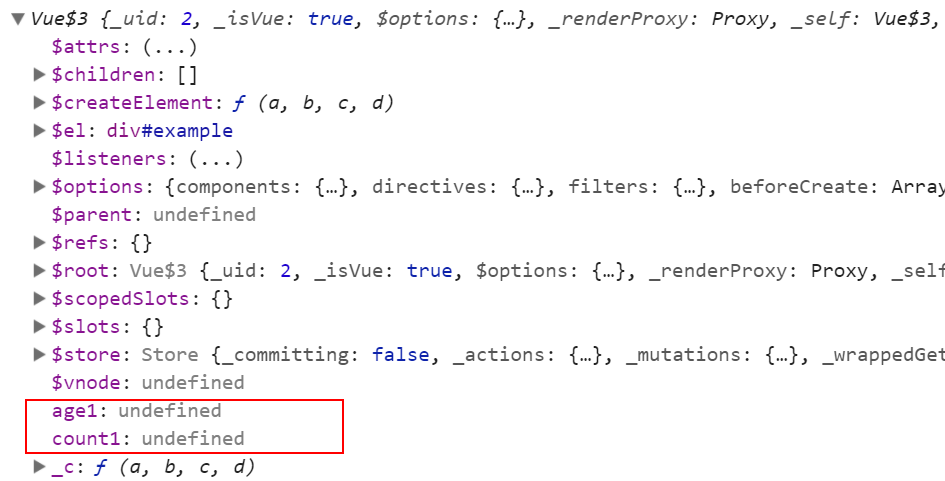 Vue$3 {_uid: 2, _isVue: true, $options: {…}, _renderProxy: Proxy, _self: Vue$3,
$attrs: (...)
$children: []
$createElement: ƒ (a, b, c, d)
$el: div#example
$listeners: (...)
$options: {components: {…}, directives: {…}, filters: {…}, beforeCreate: Array
$parent: undefined
$refs: {}
$root: Vue$3 {_uid: 2, _isVue: true, $options: {…}, _renderProxy: Proxy, _self
$scopedSlots: {}
$slots: {}
$store: Store {_committing: false, _actions: {…}, _mutations: {…}, _wrappedGet
$vnode: undefined
age1: undefined
count1: undefined
_c: ƒ (a, b, c, d)